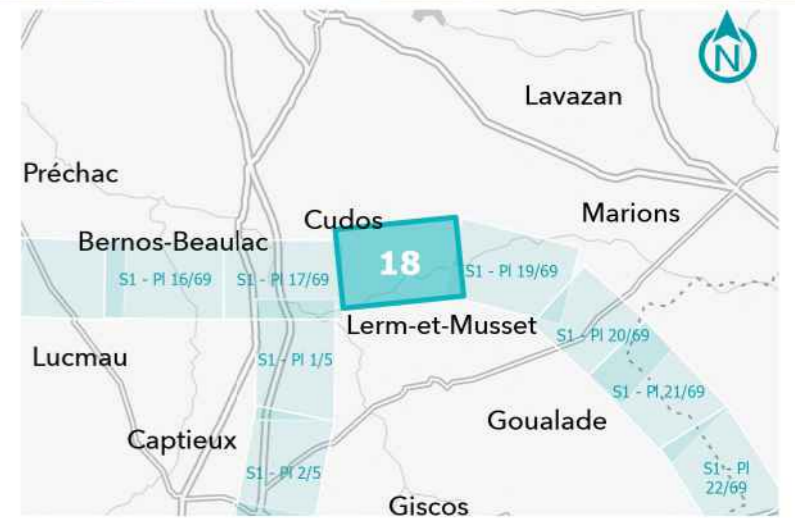 N
Lavazan
Préchac
Cudos
Marions
Bernos-Beaulac
18
S1 - Pl 16/69
S1 - Pl 17/69
S1 - Pl 19/69
Lerm-et-Musset
S1 - Pl 20/69
Lucmau
S1 - Pl 1/5
S1 - Pl 21/69
Goualade
Captieux
S1 - Pl 2/5
S1 - Pl
22/69
Giscos